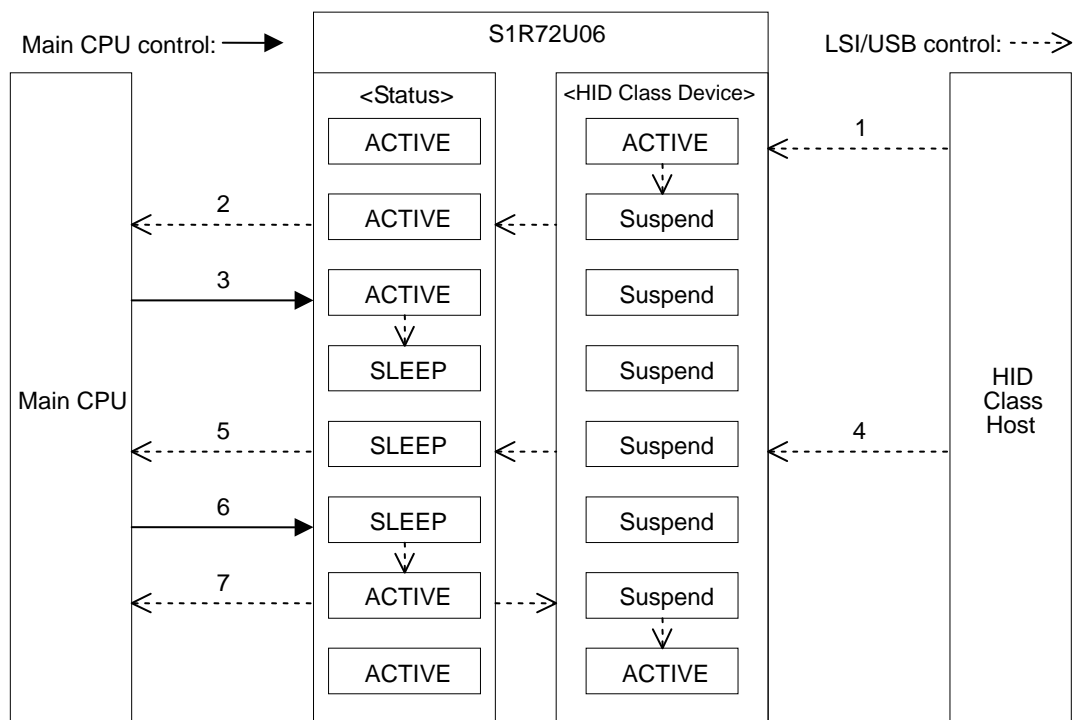 S1R72U06
Main CPU control:
LSI/USB control:
<Status>
<HID Class Device>
ACTIVE
ACTIVE
1
2
ACTIVE
Suspend
3
ACTIVE
Suspend
SLEEP
Suspend
Main CPU
HID
Class
Host
5
SLEEP
Suspend
4
6
SLEEP
Suspend
7
ACTIVE
Suspend
ACTIVE
ACTIVE